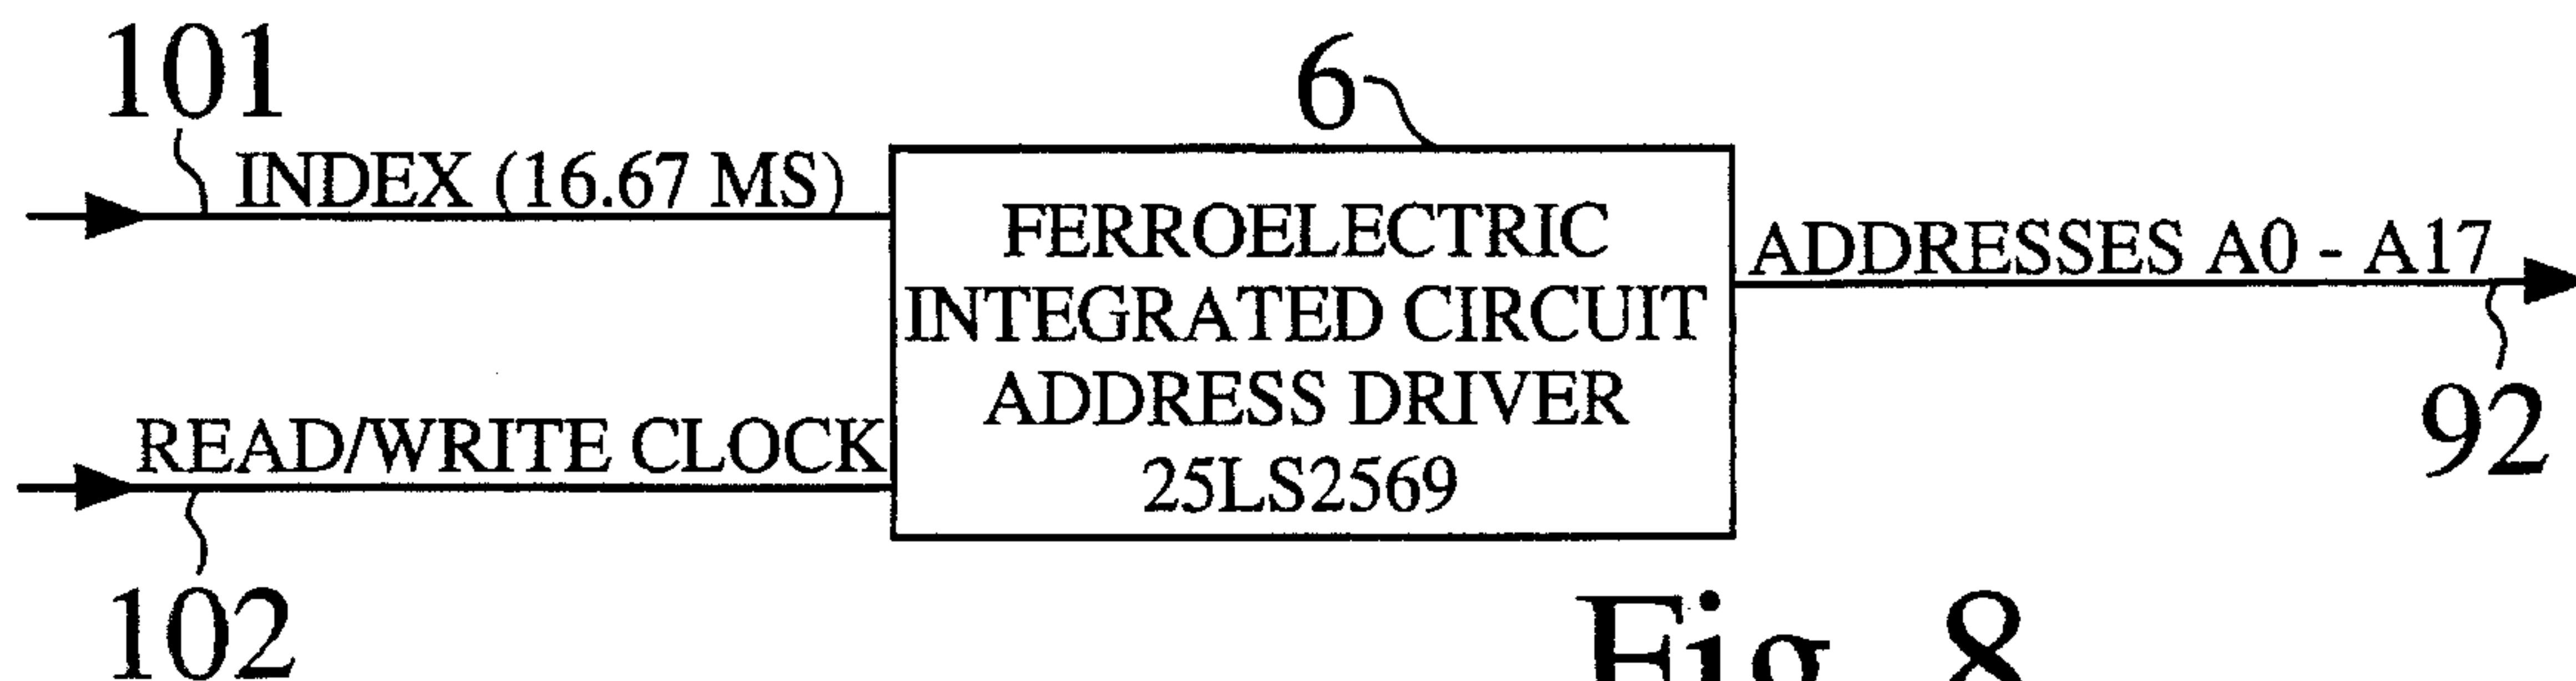 101
6
INDEX (16.67 MS)
FERROELECTRIC
INTEGRATED CIRCUIT
ADDRESS DRIVER
25LS2569
ADDRESSES A0 - A17
92
READ/WRITE CLOCK
102
Fig. 8